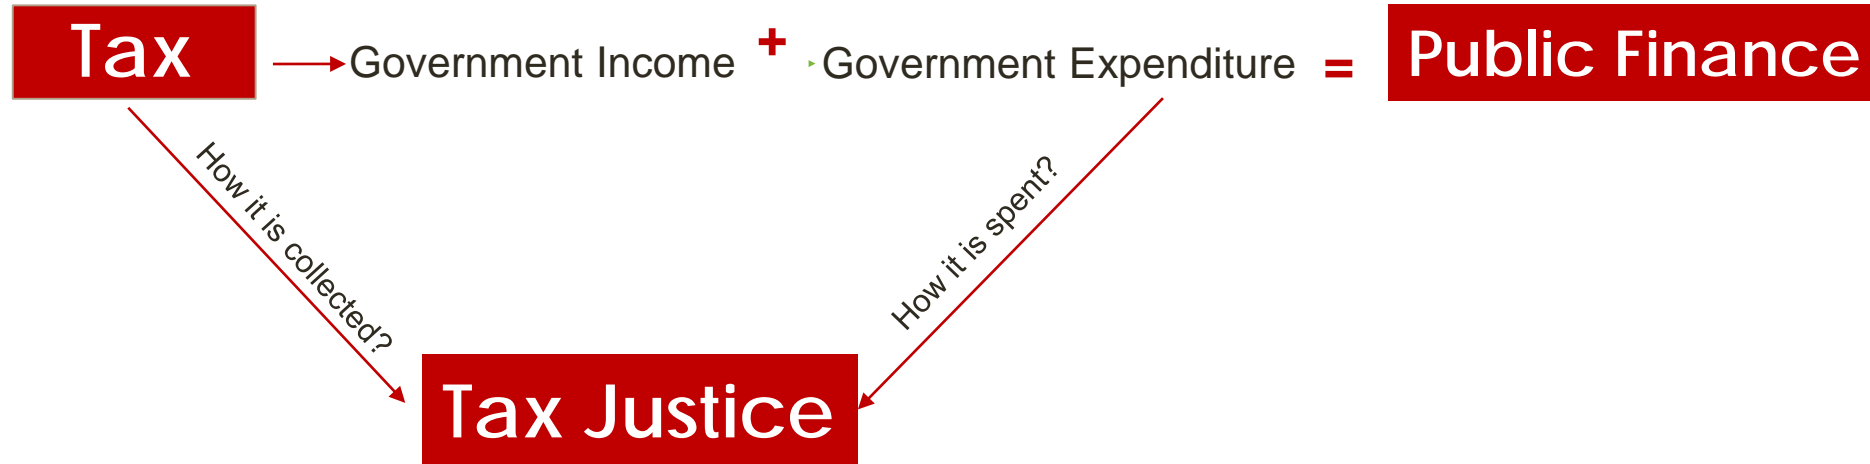 Tax
Government Income + Government Expenditure = Public Finance
How it is collected?
How it is spent?
Tax Justice